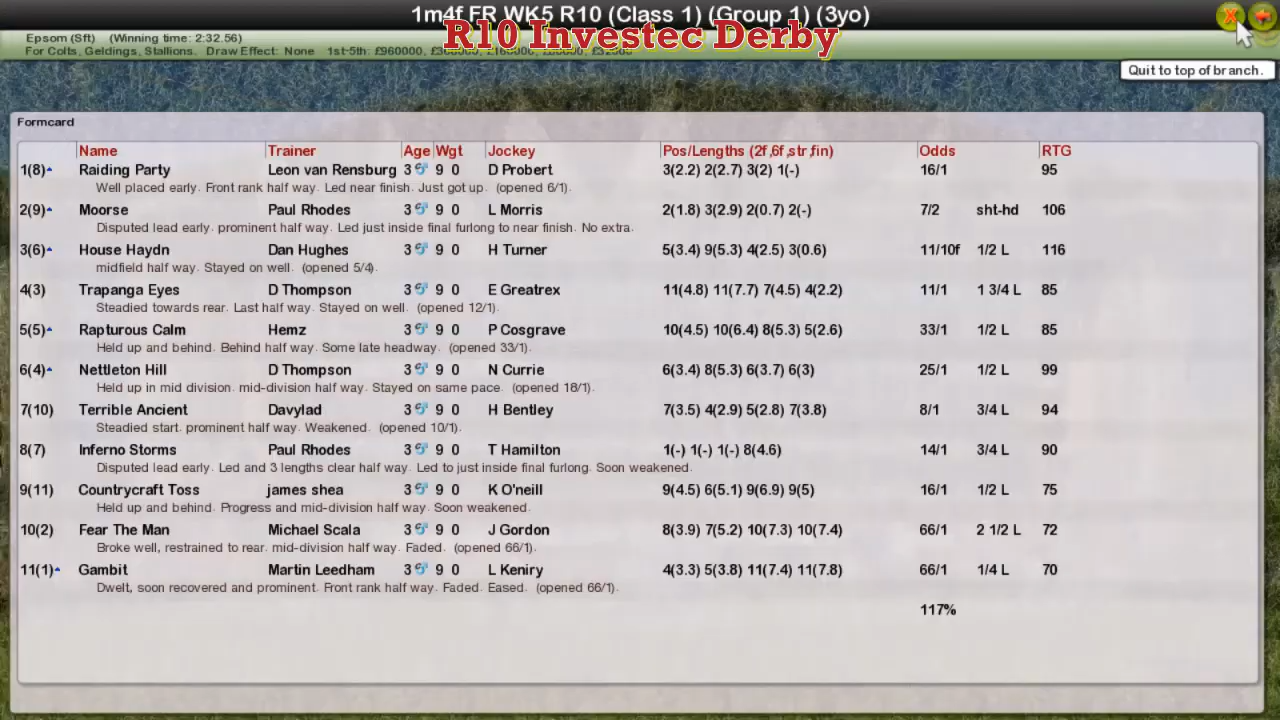 1m4f FR WK5 R10 (Class 1) (Group 1) (3yo)
R10 Investec Derby
Epsom (Sft) (Winning time: 2:32.56)
For Colts, Geldings, Stallions. Draw Effect: None 1st-5th: £960000,
Quit to top of branch.
Formcard
Name Trainer Age Wgt Jockey Pos/Lengths (2f,6f,str,fin) Odds RTG
1(8) Raiding Party Leon van Rensburg 3 9 0 D Probert 3(2.2) 2(2.7) 3(2) 1(-) 16/1 95
Well placed early. Front rank half way. Led near finish. Just got up. (opened 6/1).
2(9) Moorse Paul Rhodes 3 9 0 L Morris 2(1.8) 3(2.9) 2(0.7) 2(-) 7/2 sht-hd 106
Disputed lead early. prominent half way. Led just inside final furlong to near finish. No extra.
3(6) House Haydn Dan Hughes 3 9 0 H Turner 5(3.4) 9(5.3) 4(2.5) 3(0.6) 11/10f 1/2 L 116
midfield half way. Stayed on well. (opened 5/4).
4(3) Trapanga Eyes D Thompson 3 9 0 E Greatrex 11(4.8) 11(7.7) 7(4.5) 4(2.2) 11/1 1 3/4 L 85
Steadied towards rear. Last half way. Stayed on well. (opened 12/1).
5(5) Rapturous Calm Hemz 3 9 0 P Cosgrave 10(4.5) 10(6.4) 8(5.3) 5(2.6) 33/1 1/2 L 85
Held up and behind. Behind half way. Some late headway. (opened 33/1).
6(4) Nettleton Hill D Thompson 3 9 0 N Currie 6(3.4) 8(5.3) 6(3.7) 6(3) 25/1 1/2 L 99
Held up in mid division. mid-division half way. Stayed on same pace. (opened 18/1).
7(10) Terrible Ancient Davylad 3 9 0 H Bentley 7(3.5) 4(2.9) 5(2.8) 7(3.8) 8/1 3/4 L 94
Steadied start. prominent half way. Weakened. (opened 10/1).
8(7) Inferno Storms Paul Rhodes 3 9 0 T Hamilton 1(-) 1(-) 1(-) 8(4.6) 14/1 3/4 L 90
Disputed lead early. Led and 3 lengths clear half way. Led to just inside final furlong. Soon weakened.
9(11) Countrycraft Toss james shea 3 9 0 K O'neill 9(4.5) 6(5.1) 9(6.9) 9(5) 16/1 1/2 L 75
Held up and behind. Progress and mid-division half way. Soon weakened.
10(2) Fear The Man Michael Scala 3 9 0 J Gordon 8(3.9) 7(5.2) 10(7.3) 10(7.4) 66/1 2 1/2 L 72
Broke well, restrained to rear. mid-division half way. Faded. (opened 66/1).
11(1) Gambit Martin Leedham 3 9 0 L Keniry 4(3.3) 5(3.8) 11(7.4) 11(7.8) 66/1 1/4 L 70
Dwelt, soon recovered and prominent. Front rank half way. Faded. Eased. (opened 66/1).
117%